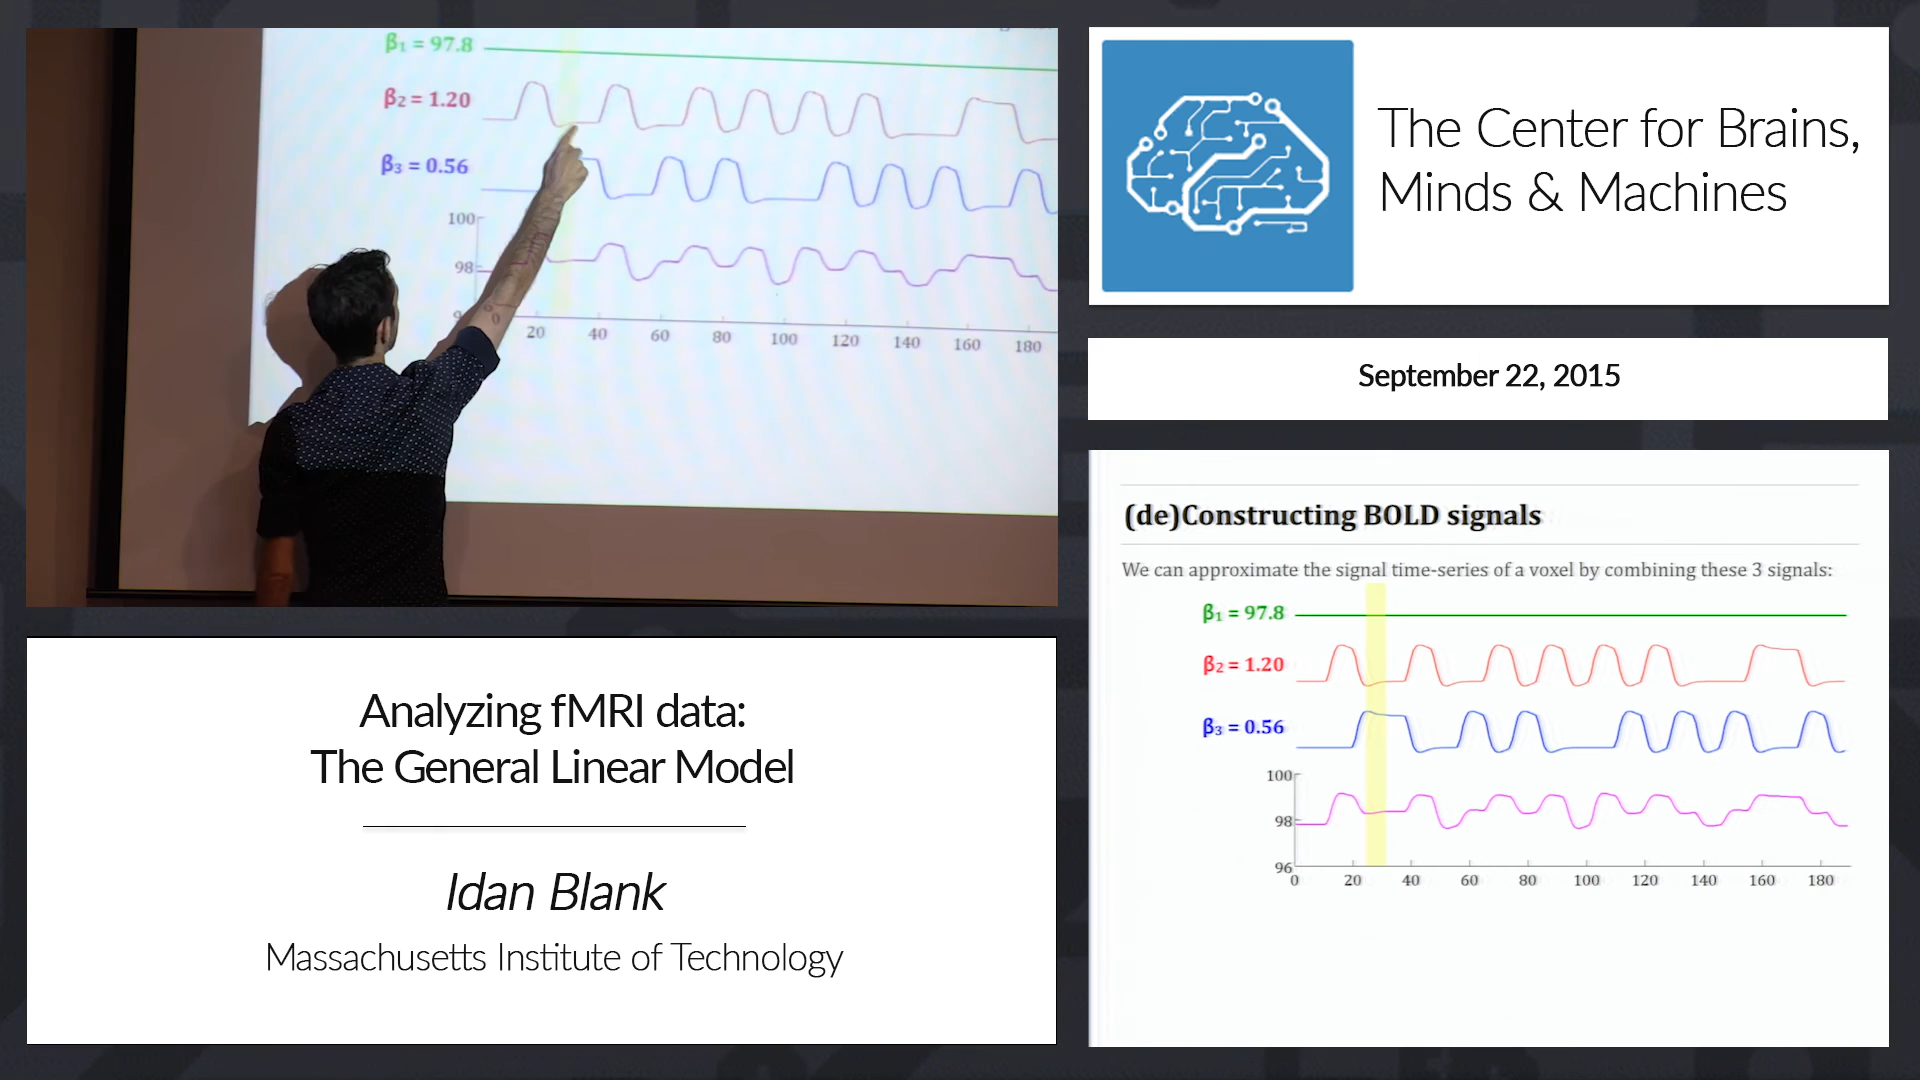 β1 = 97.8
β2 = 1.20
β3 = 0.56
100
98
0
20 40 60 80 100 120 140 160 180
The Center for Brains,
Minds & Machines
September 22, 2015
Analyzing fMRI data:
The General Linear Model
Idan Blank
Massachusetts Institute of Technology
(de)Constructing BOLD signals
We can approximate the signal time-series of a voxel by combining these 3 signals:
β1 = 97.8
β2 = 1.20
β3 = 0.56
100
98
96
0 20 40 60 80 100 120 140 160 180